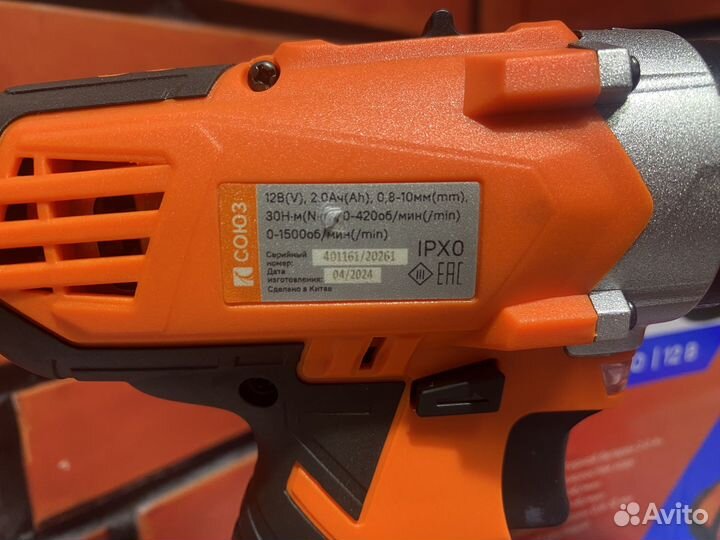 СОЮЗ
12В(V), 2.0Ач(Ah), 0,8-10мм(mm),
30Н·м(N 0-420об/мин(/min)
0-1500об/мин(/min)
Серийный номер: 401161/20261
Дата изготовления: 04/2024
Сделано в Китае
IPX0
EAC
12 В
Avito